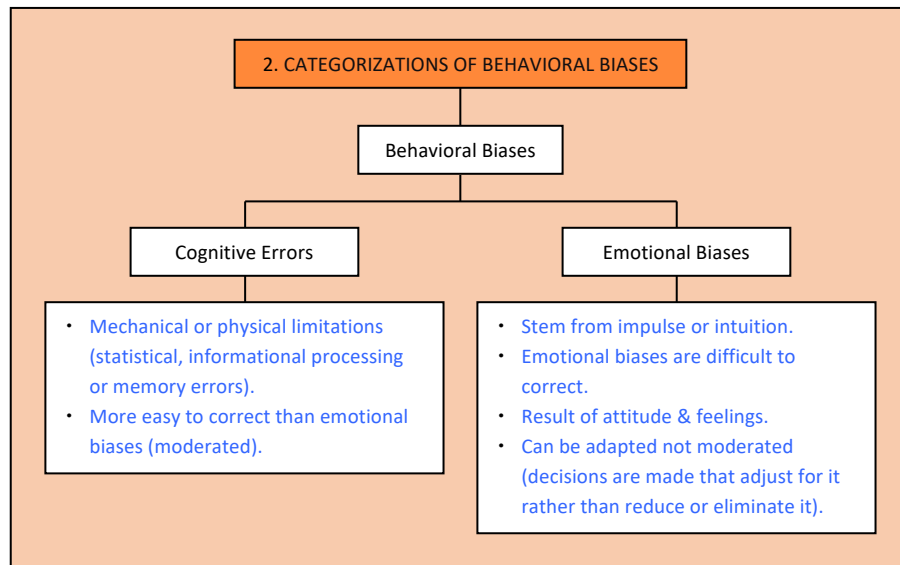 2. CATEGORIZATIONS OF BEHAVIORAL BIASES
Behavioral Biases
Cognitive Errors
• Mechanical or physical limitations
(statistical, informational processing
or memory errors).
• More easy to correct than emotional
biases (moderated).
Emotional Biases
• Stem from impulse or intuition.
• Emotional biases are difficult to
correct.
• Result of attitude & feelings.
• Can be adapted not moderated
(decisions are made that adjust for it
rather than reduce or eliminate it).